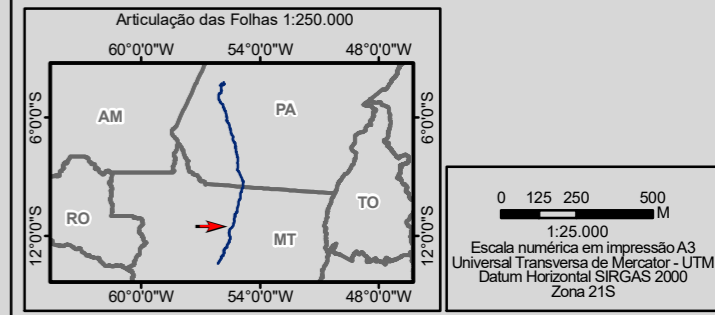 Articulação das Folhas 1:250.000
60°0'0"W 54°0'0"W 48°0'0"W
6°0'0"S 6°0'0"S
AM PA
RO MT TO
12°0'0"S 12°0'0"S
60°0'0"W 54°0'0"W 48°0'0"W
0 125 250 500
M
1:25.000
Escala numérica em impressão A3
Universal Transversa de Mercator - UTM
Datum Horizontal SIRGAS 2000
Zona 21S